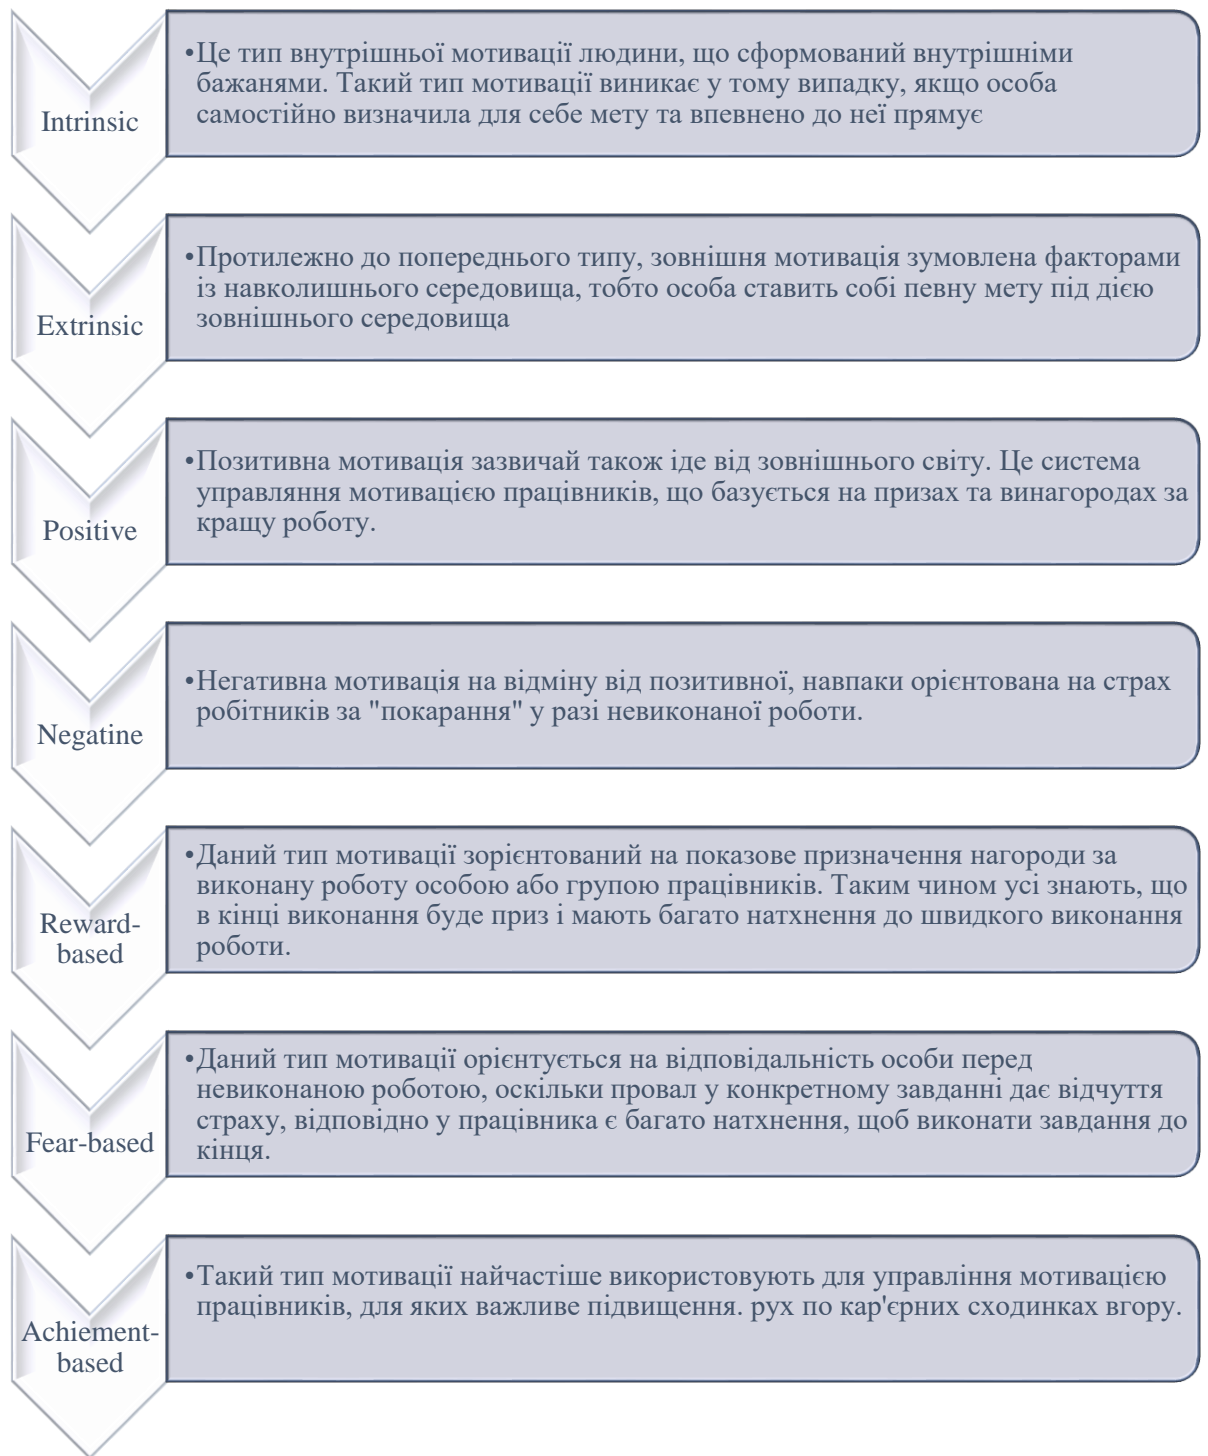 Intrinsic
•Це тип внутрішньої мотивації людини, що сформований внутрішніми
бажанями. Такий тип мотивації виникає у тому випадку, якщо особа
самостійно визначила для себе мету та впевнено до неї прямує
Extrinsic
•Протилежно до попереднього типу, зовнішня мотивація зумовлена факторами
із навколишнього середовища, тобто особа ставить собі певну мету під дією
зовнішнього середовища
Positive
•Позитивна мотивація зазвичай також іде від зовнішнього світу. Це система
управляння мотивацією працівників, що базується на призах та винагородах за
кращу роботу.
Negatine
•Негативна мотивація на відміну від позитивної, навпаки орієнтована на страх
робітників за "покарання" у разі невиконаної роботи.
Reward-
based
•Даний тип мотивації зорієнтований на показове призначення нагороди за
виконану роботу особою або групою працівників. Таким чином усі знають, що
в кінці виконання буде приз і мають багато натхнення до швидкого виконання
роботи.
Fear-based
•Даний тип мотивації орієнтується на відповідальність особи перед
невиконаною роботою, оскільки провал у конкретному завданні дає відчуття
страху, відповідно у працівника є багато натхнення, щоб виконати завдання до
кінця.
Achiement-
based
•Такий тип мотивації найчастіше використовують для управління мотивацією
працівників, для яких важливе підвищення. рух по кар'єрних сходинках вгору.